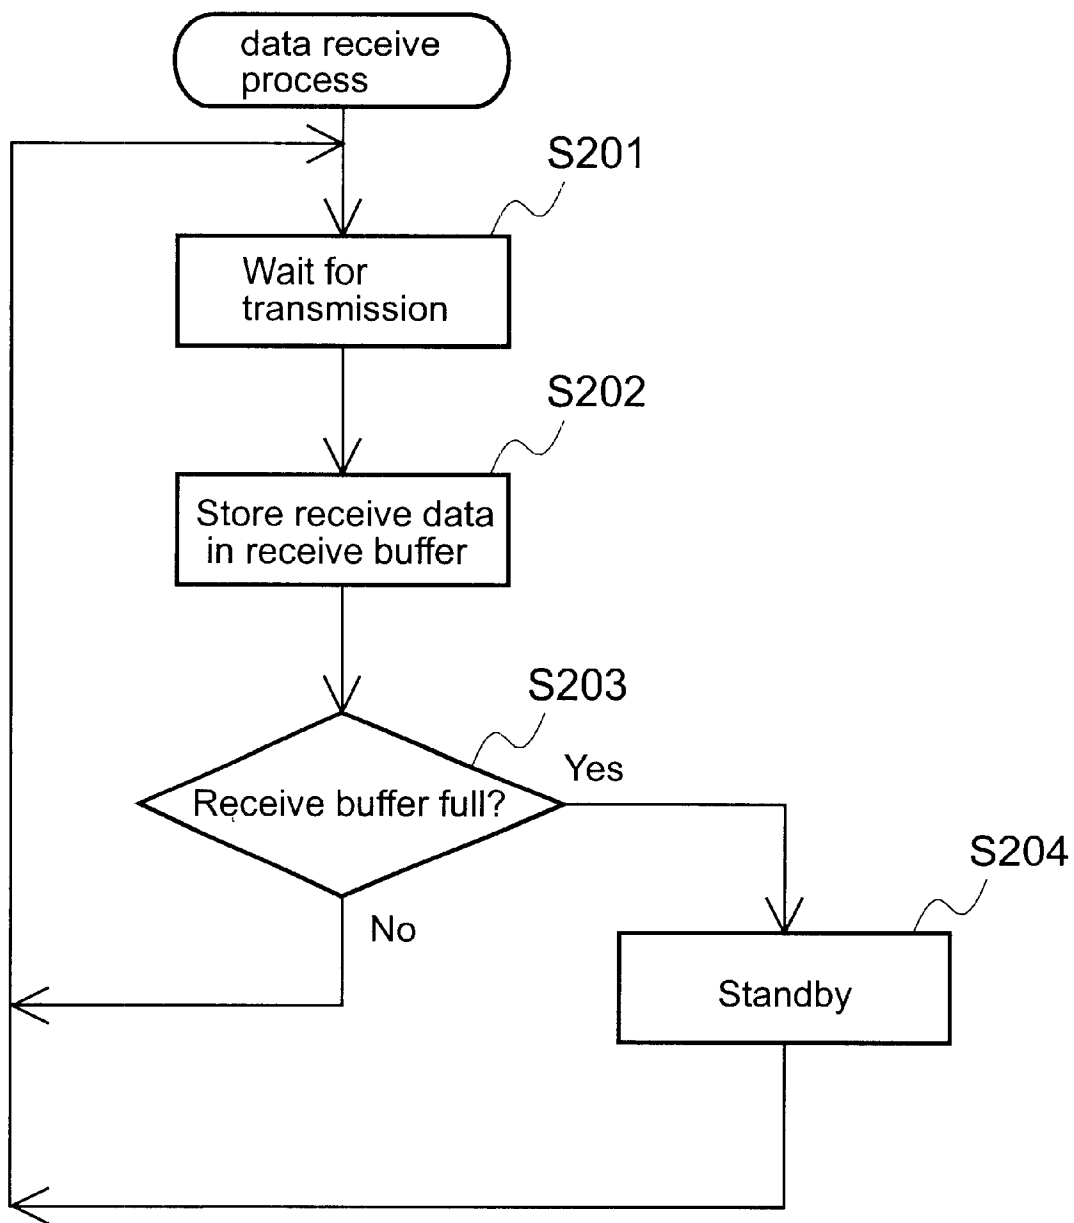 data receive
process
S201
Wait for
transmission
S202
Store receive data
in receive buffer
S203
Yes
Receive buffer full?
S204
No
Standby